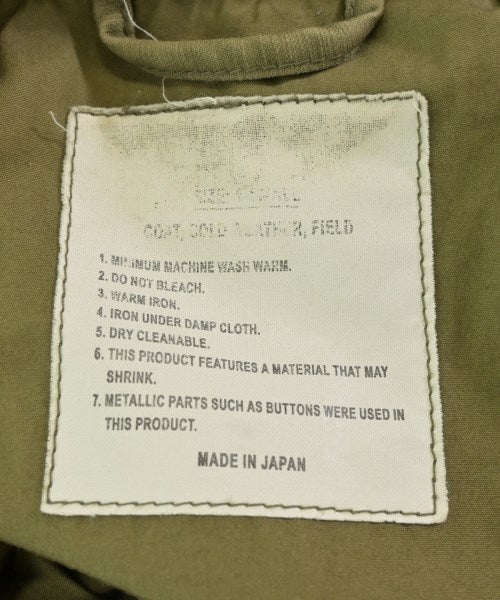 SIZE: SMALL
COAT, COLD WEATHER, FIELD
1. MINIMUM MACHINE WASH WARM.
2. DO NOT BLEACH.
3. WARM IRON.
4. IRON UNDER DAMP CLOTH.
5. DRY CLEANABLE.
6. THIS PRODUCT FEATURES A MATERIAL THAT MAY
SHRINK.
7. METALLIC PARTS SUCH AS BUTTONS WERE USED IN
THIS PRODUCT.
MADE IN JAPAN